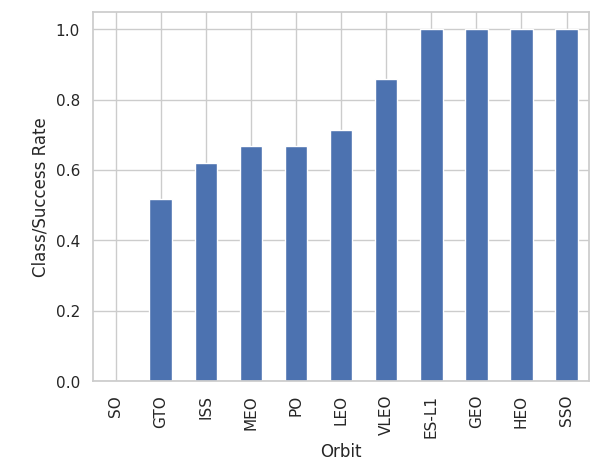 1.0
0.8
0.6
0.4
0.2
0.0
Class/Success Rate
SO
GTO
ISS
MEO
PO
LEO
VLEO
ES-L1
GEO
HEO
SSO
Orbit